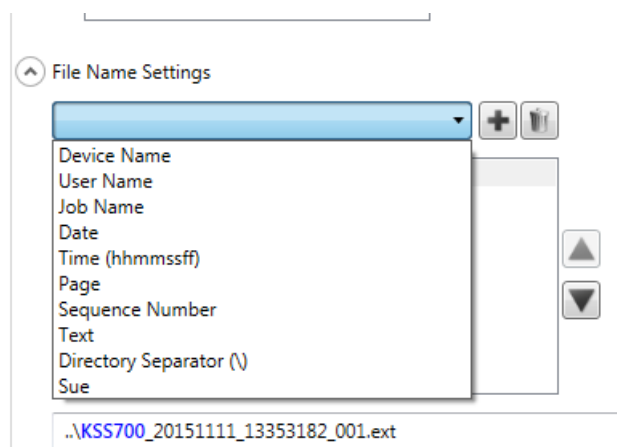 File Name Settings
Device Name
User Name
Job Name
Date
Time (hhmmssff)
Page
Sequence Number
Text
Directory Separator (\)
Sue
..\KSS700_20151111_13353182_001.ext